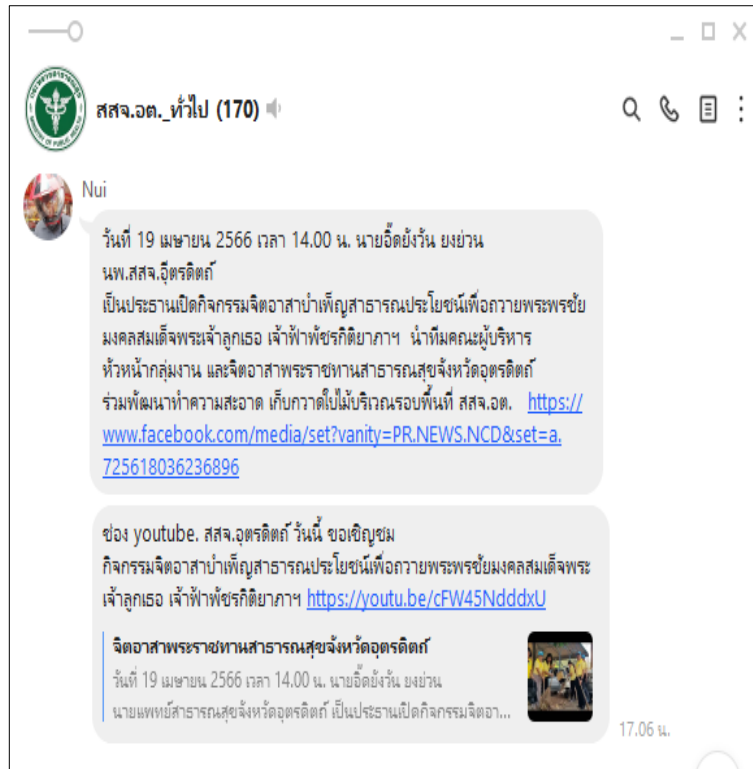 สสจ.อต._ทั่วไป (170)
Nui
วันที่ 19 เมษายน 2566 เวลา 14.00 น. นายอิ๊ดยังวัน ยงย่วน
นพ.สสจ.อุีตรดิตถ์
เป็นประธานเปิดกิจกรรมจิตอาสาบำเพ็ญสาธารณประโยชน์เพื่อถวายพระพรชัย
มงคลสมเด็จพระเจ้าลูกเธอ เจ้าฟ้าพัชรกิติยาภาฯ นำทีมคณะผู้บริหาร
หัวหน้ากลุ่มงาน และจิตอาสาพระราชทานสาธารณสุขจังหวัดอุตรดิตถ์
ร่วมพัฒนาทำความสะอาด เก็บกวาดใบไม้บริเวณรอบพื้นที่ สสจ.อต. https://
www.facebook.com/media/set?vanity=PR.NEWS.NCD&set=a.
725618036236896
ช่อง youtube. สสจ.อุตรดิตถ์ วันนี้ ขอเชิญชม
กิจกรรมจิตอาสาบำเพ็ญสาธารณประโยชน์เพื่อถวายพระพรชัยมงคลสมเด็จพระ
เจ้าลูกเธอ เจ้าฟ้าพัชรกิติยาภาฯ https://youtu.be/cFW45NdddxU
จิตอาสาพระราชทานสาธารณสุขจังหวัดอุตรดิตถ์
วันที่ 19 เมษายน 2566 เวลา 14.00 น. นายอิ๊ดยังวัน ยงย่วน
นายแพทย์สาธารณสุขจังหวัดอุตรดิตถ์ เป็นประธานเปิดกิจกรรมจิตอา...
17.06 น.